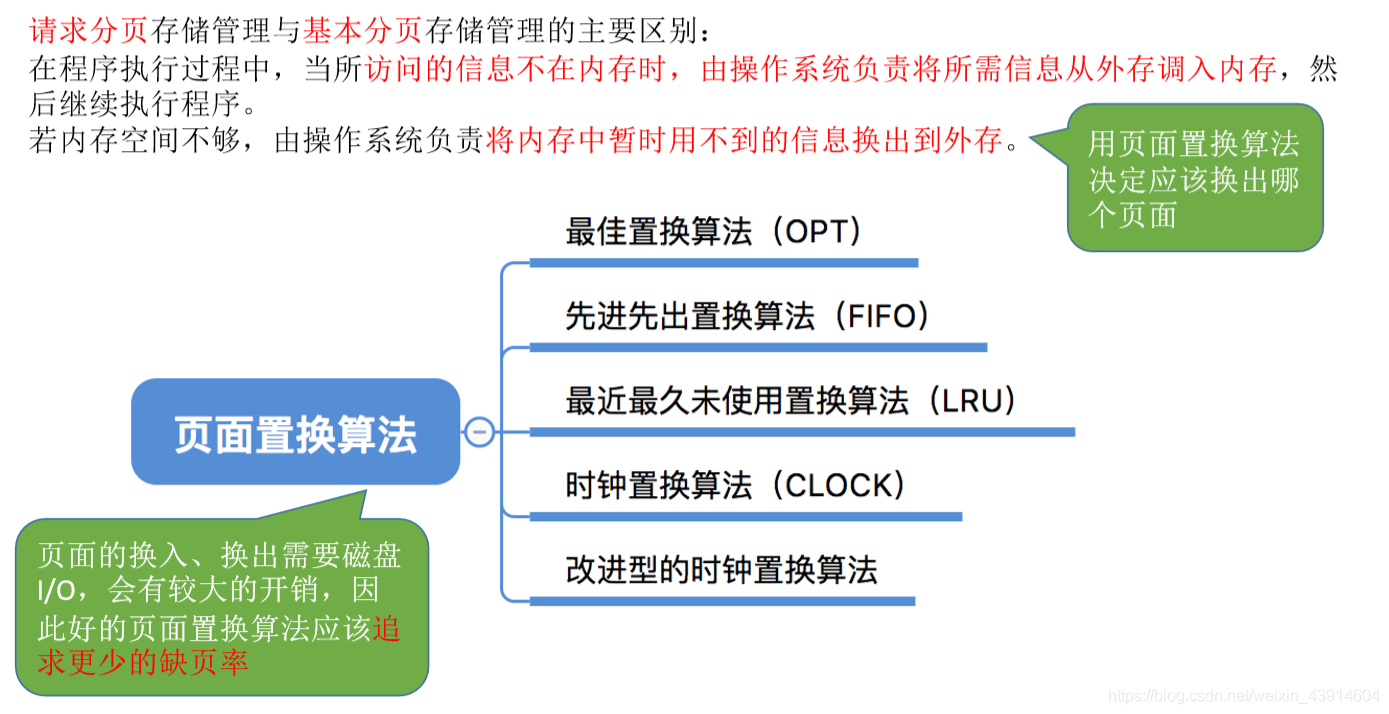 请求分页存储管理与基本分页存储管理的主要区别：
在程序执行过程中，当所访问的信息不在内存时，由操作系统负责将所需信息从外存调入内存，然
后继续执行程序。
若内存空间不够，由操作系统负责将内存中暂时用不到的信息换出到外存。
用页面置换算法
决定应该换出哪
个页面
最佳置换算法（OPT）
先进先出置换算法（FIFO）
最近最久未使用置换算法（LRU）
页面置换算法
时钟置换算法（CLOCK）
改进型的时钟置换算法
页面的换入、换出需要磁盘
I/O，会有较大的开销，因
此好的页面置换算法应该追
求更少的缺页率
https://blog.csdn.net/weixin_43914604